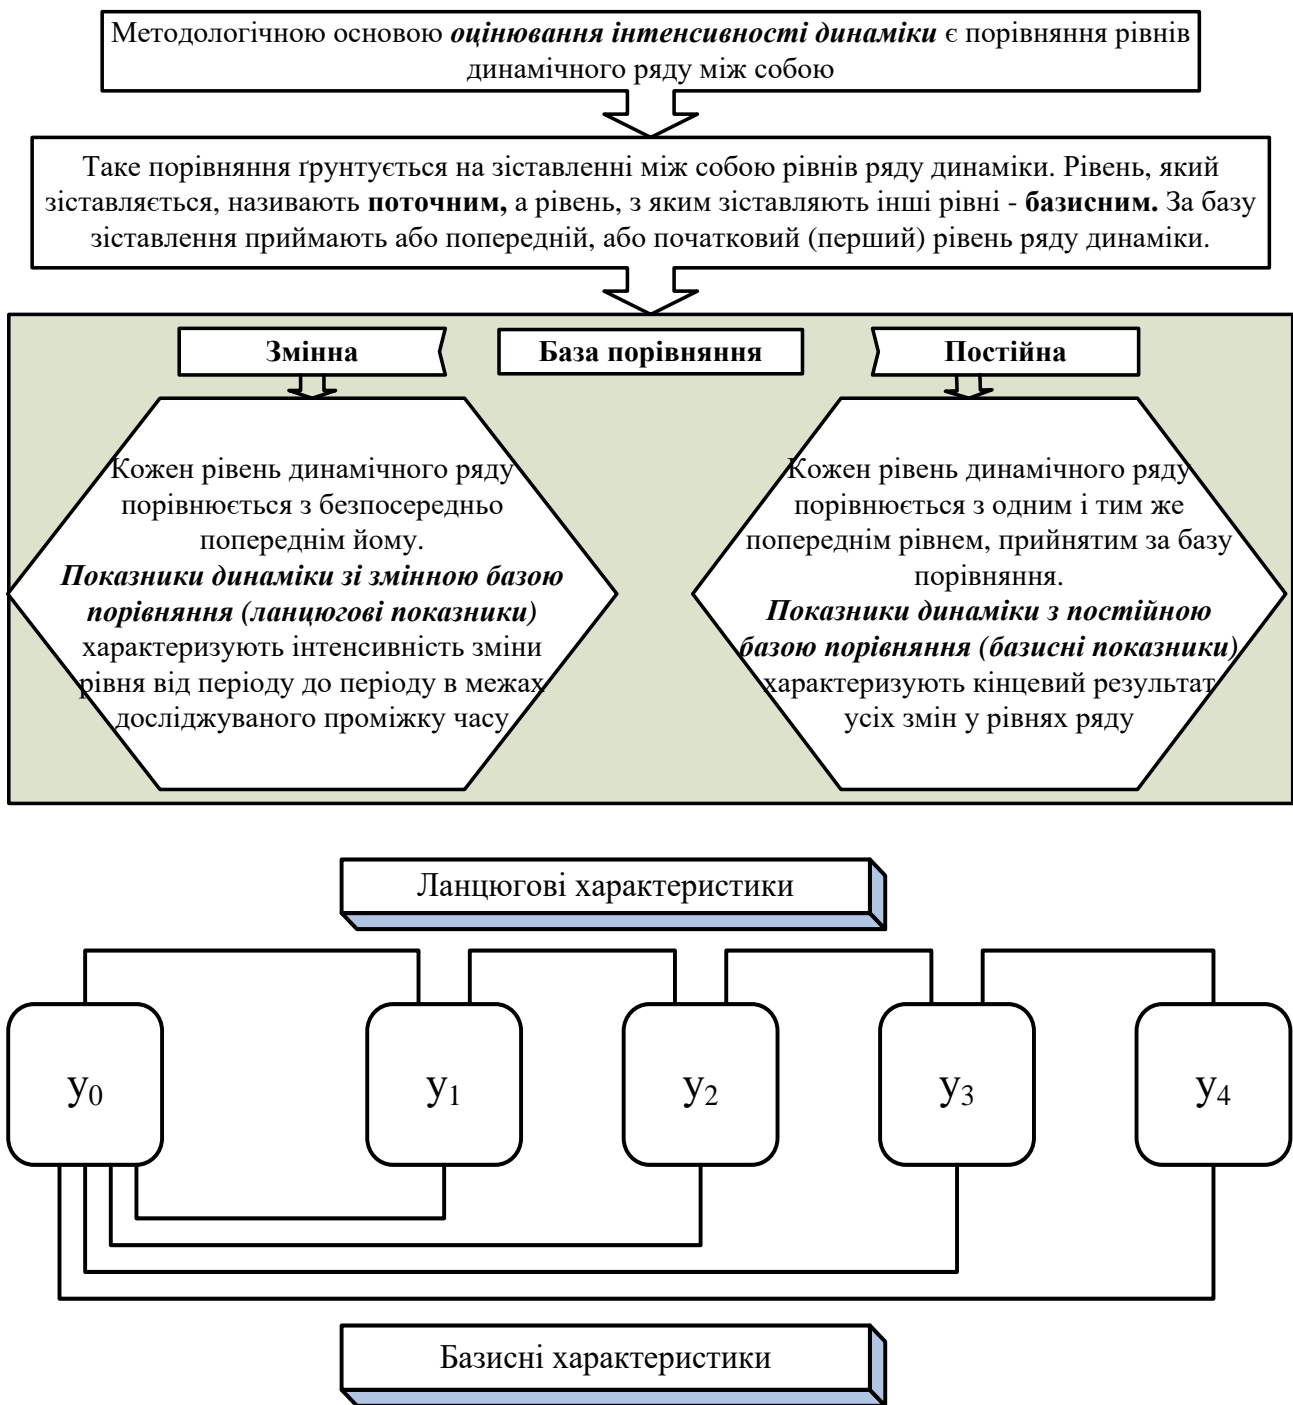 Методологічною основою оцінювання інтенсивності динаміки є порівняння рівнів
динамічного ряду між собою
Таке порівняння ґрунтується на зіставленні між собою рівнів ряду динаміки. Рівень, який
зіставляється, називають поточним, а рівень, з яким зіставляють інші рівні - базисним. За базу
зіставлення приймають або попередній, або початковий (перший) рівень ряду динаміки.
Змінна
База порівняння
Постійна
Кожен рівень динамічного ряду
порівнюється з безпосередньо
попереднім йому.
Показники динаміки зі змінною базою
порівняння (ланцюгові показники)
характеризують інтенсивність зміни
рівня від періоду до періоду в межах
досліджуваного проміжку часу
Кожен рівень динамічного ряду
порівнюється з одним і тим же
попереднім рівнем, прийнятим за базу
порівняння.
Показники динаміки з постійною
базою порівняння (базисні показники)
характеризують кінцевий результат
усіх змін у рівнях ряду
Ланцюгові характеристики
y₀
y₁
y₂
y₃
y₄
Базисні характеристики